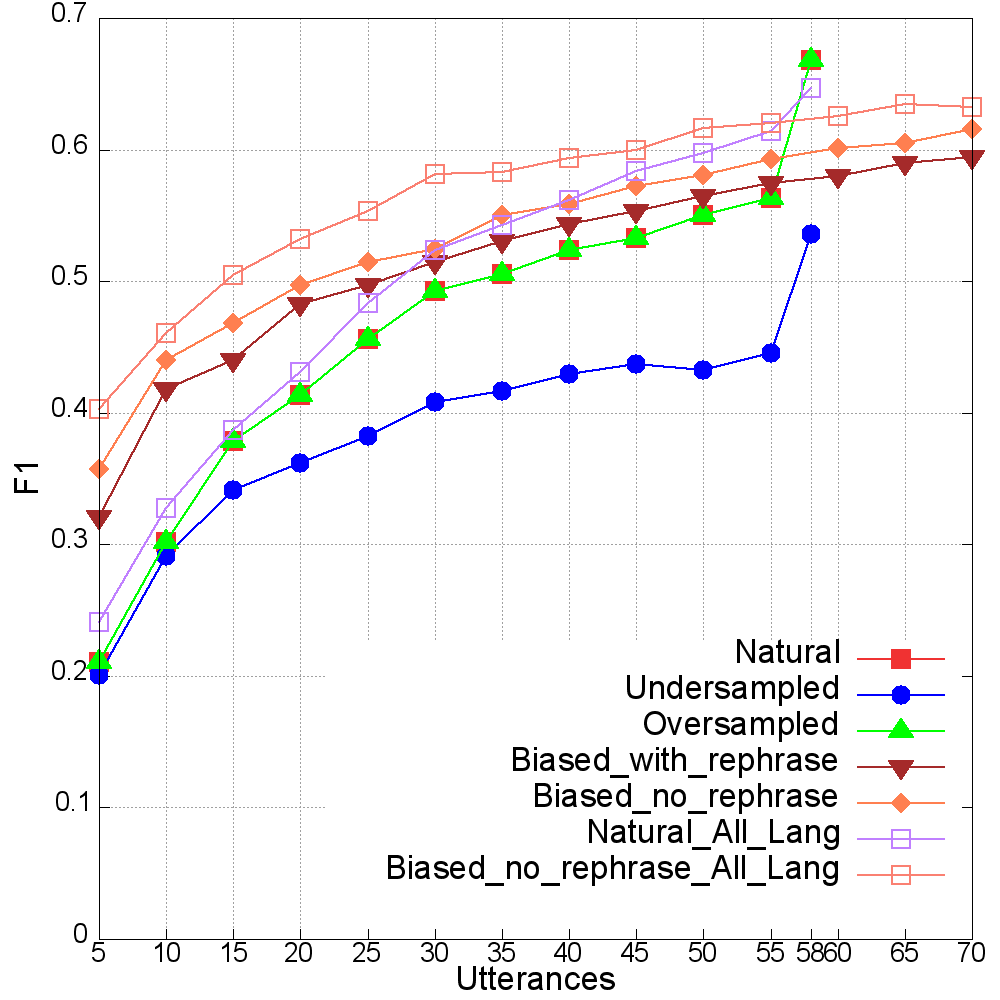 0.7
0.6
0.5
0.4
0.3
0.2
0.1
0
F1
Natural
Undersampled
Oversampled
Biased_with_rephrase
Biased_no_rephrase
Natural_All_Lang
Biased_no_rephrase_All_Lang
5 10 15 20 25 30 35 40 45 50 55 58 60 65 70
Utterances